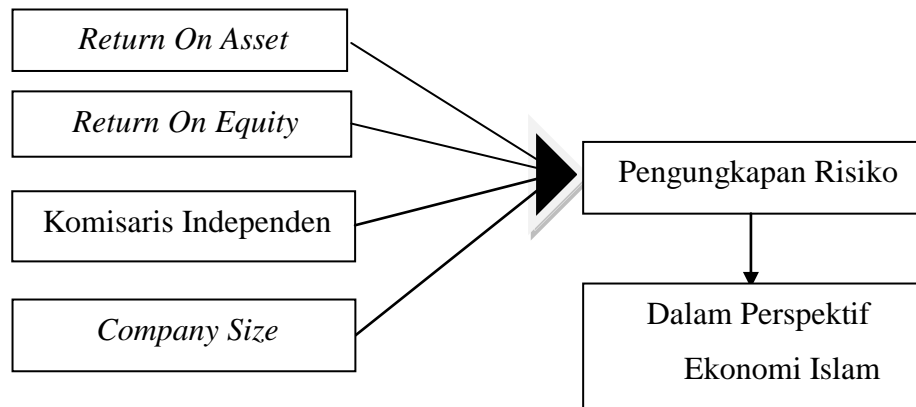 Return On Asset
Return On Equity
Komisaris Independen
Company Size
Pengungkapan Risiko
Dalam Perspektif
Ekonomi Islam